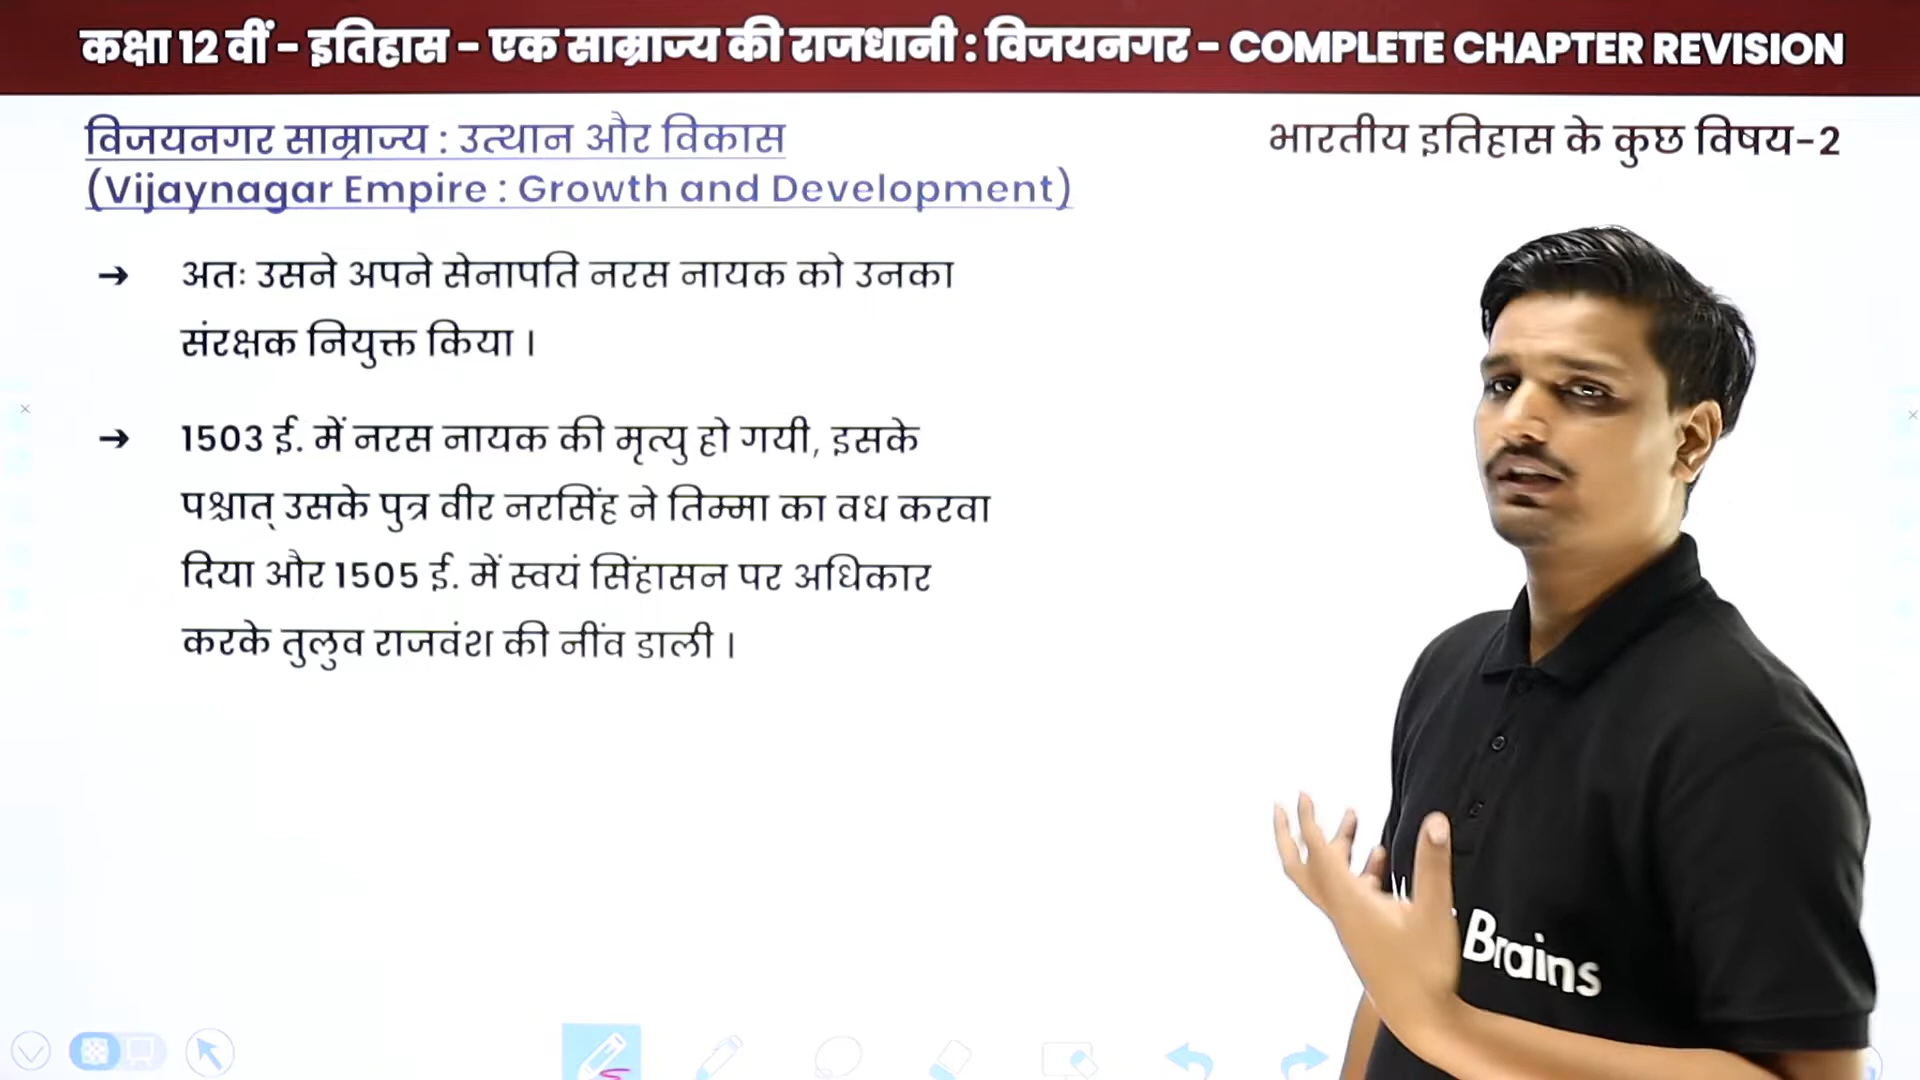 कक्षा 12 वीं - इतिहास - एक साम्राज्य की राजधानी : विजयनगर - COMPLETE CHAPTER REVISION
विजयनगर साम्राज्य : उत्थान और विकास
(Vijaynagar Empire : Growth and Development)
भारतीय इतिहास के कुछ विषय-2
→ अतः उसने अपने सेनापति नरस नायक को उनका
संरक्षक नियुक्त किया ।
→ 1503 ई. में नरस नायक की मृत्यु हो गयी, इसके
पश्चात् उसके पुत्र वीर नरसिंह ने तिम्मा का वध करवा
दिया और 1505 ई. में स्वयं सिंहासन पर अधिकार
करके तुलुव राजवंश की नींव डाली ।
Brains